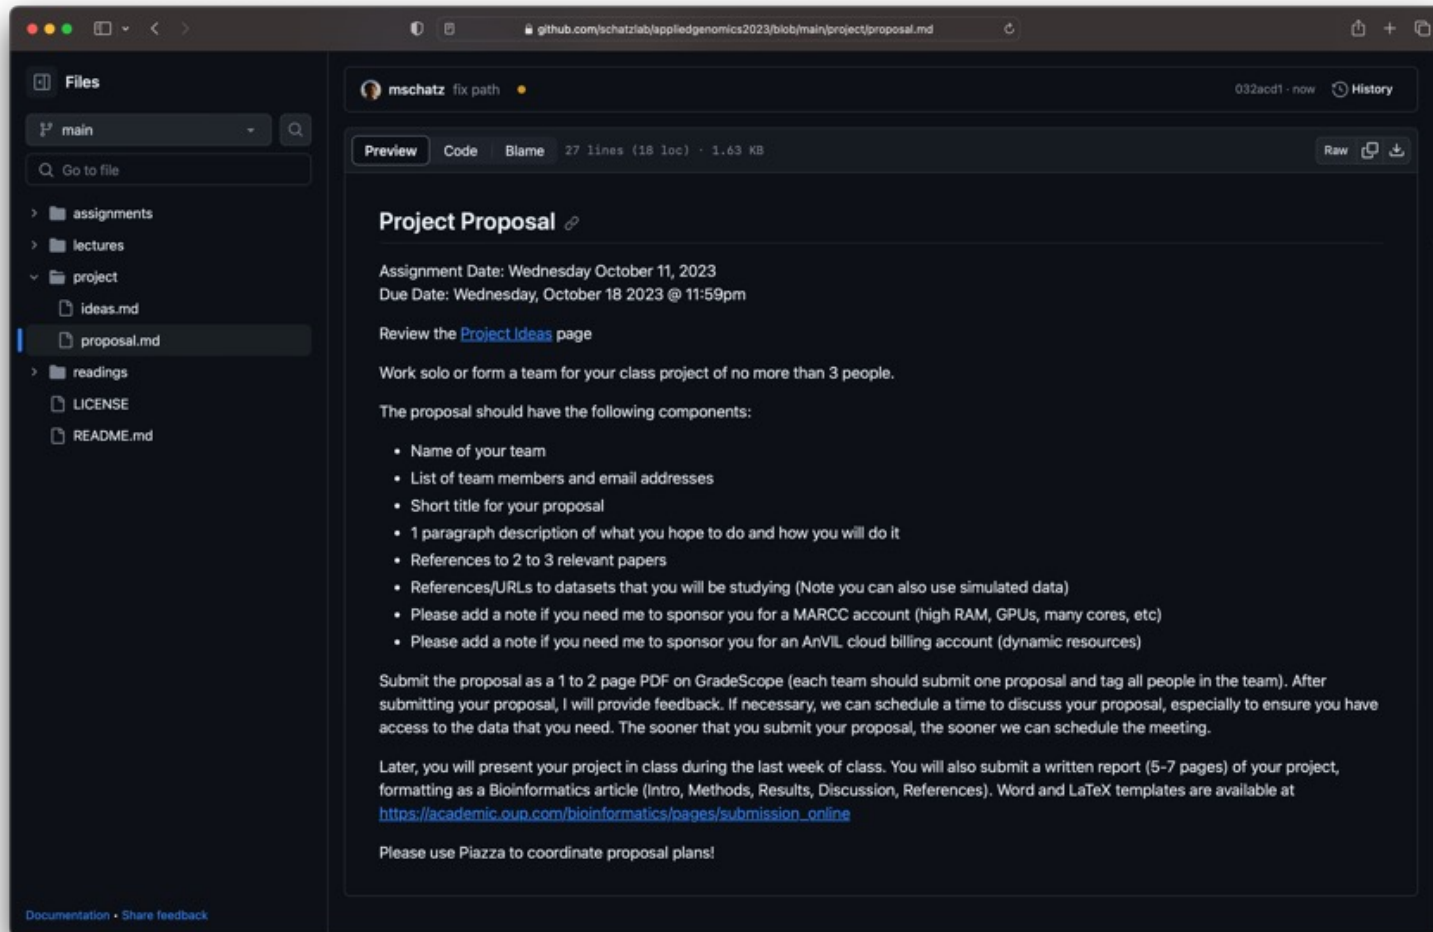 github.com/schatzlab/appliedgenomics2023/blob/main/project/proposal.md
Files
main
Go to file
assignments
lectures
project
ideas.md
proposal.md
readings
LICENSE
README.md
Documentation • Share feedback
mschatz fix path
032acd1 · now History
Preview Code Blame 27 lines (18 loc) · 1.63 KB
Raw
Project Proposal
Assignment Date: Wednesday October 11, 2023
Due Date: Wednesday, October 18 2023 @ 11:59pm
Review the Project Ideas page
Work solo or form a team for your class project of no more than 3 people.
The proposal should have the following components:
• Name of your team
• List of team members and email addresses
• Short title for your proposal
• 1 paragraph description of what you hope to do and how you will do it
• References to 2 to 3 relevant papers
• References/URLs to datasets that you will be studying (Note you can also use simulated data)
• Please add a note if you need me to sponsor you for a MARCC account (high RAM, GPUs, many cores, etc)
• Please add a note if you need me to sponsor you for an AnVIL cloud billing account (dynamic resources)
Submit the proposal as a 1 to 2 page PDF on GradeScope (each team should submit one proposal and tag all people in the team). After
submitting your proposal, I will provide feedback. If necessary, we can schedule a time to discuss your proposal, especially to ensure you have
access to the data that you need. The sooner that you submit your proposal, the sooner we can schedule the meeting.
Later, you will present your project in class during the last week of class. You will also submit a written report (5-7 pages) of your project,
formatting as a Bioinformatics article (Intro, Methods, Results, Discussion, References). Word and LaTeX templates are available at
https://academic.oup.com/bioinformatics/pages/submission_online
Please use Piazza to coordinate proposal plans!